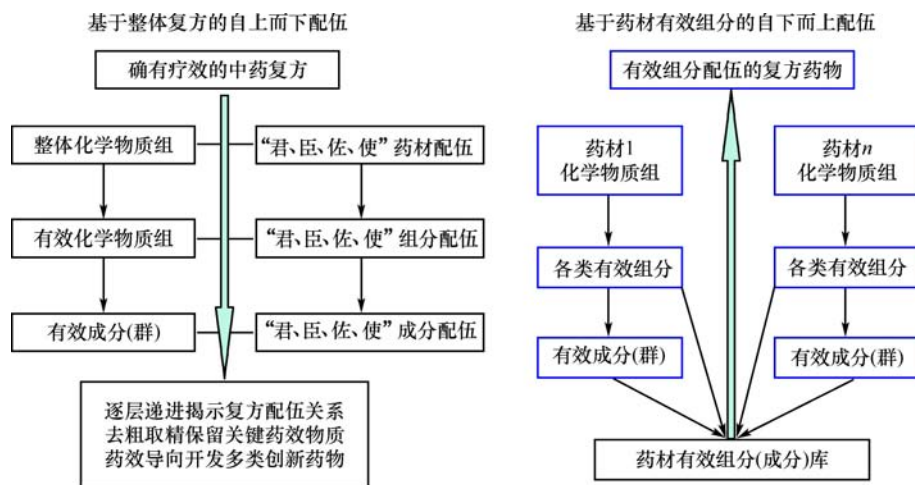 基于整体复方的自上而下配伍
确有疗效的中药复方
整体化学物质组
“君、臣、佐、使”药材配伍
有效化学物质组
“君、臣、佐、使”组分配伍
有效成分(群)
“君、臣、佐、使”成分配伍
逐层递进揭示复方配伍关系
去粗取精保留关键药效物质
药效导向开发多类创新药物
基于药材有效组分的自下而上配伍
有效组分配伍的复方药物
药材1
化学物质组
药材n
化学物质组
各类有效组分
各类有效组分
有效成分(群)
有效成分(群)
药材有效组分(成分)库